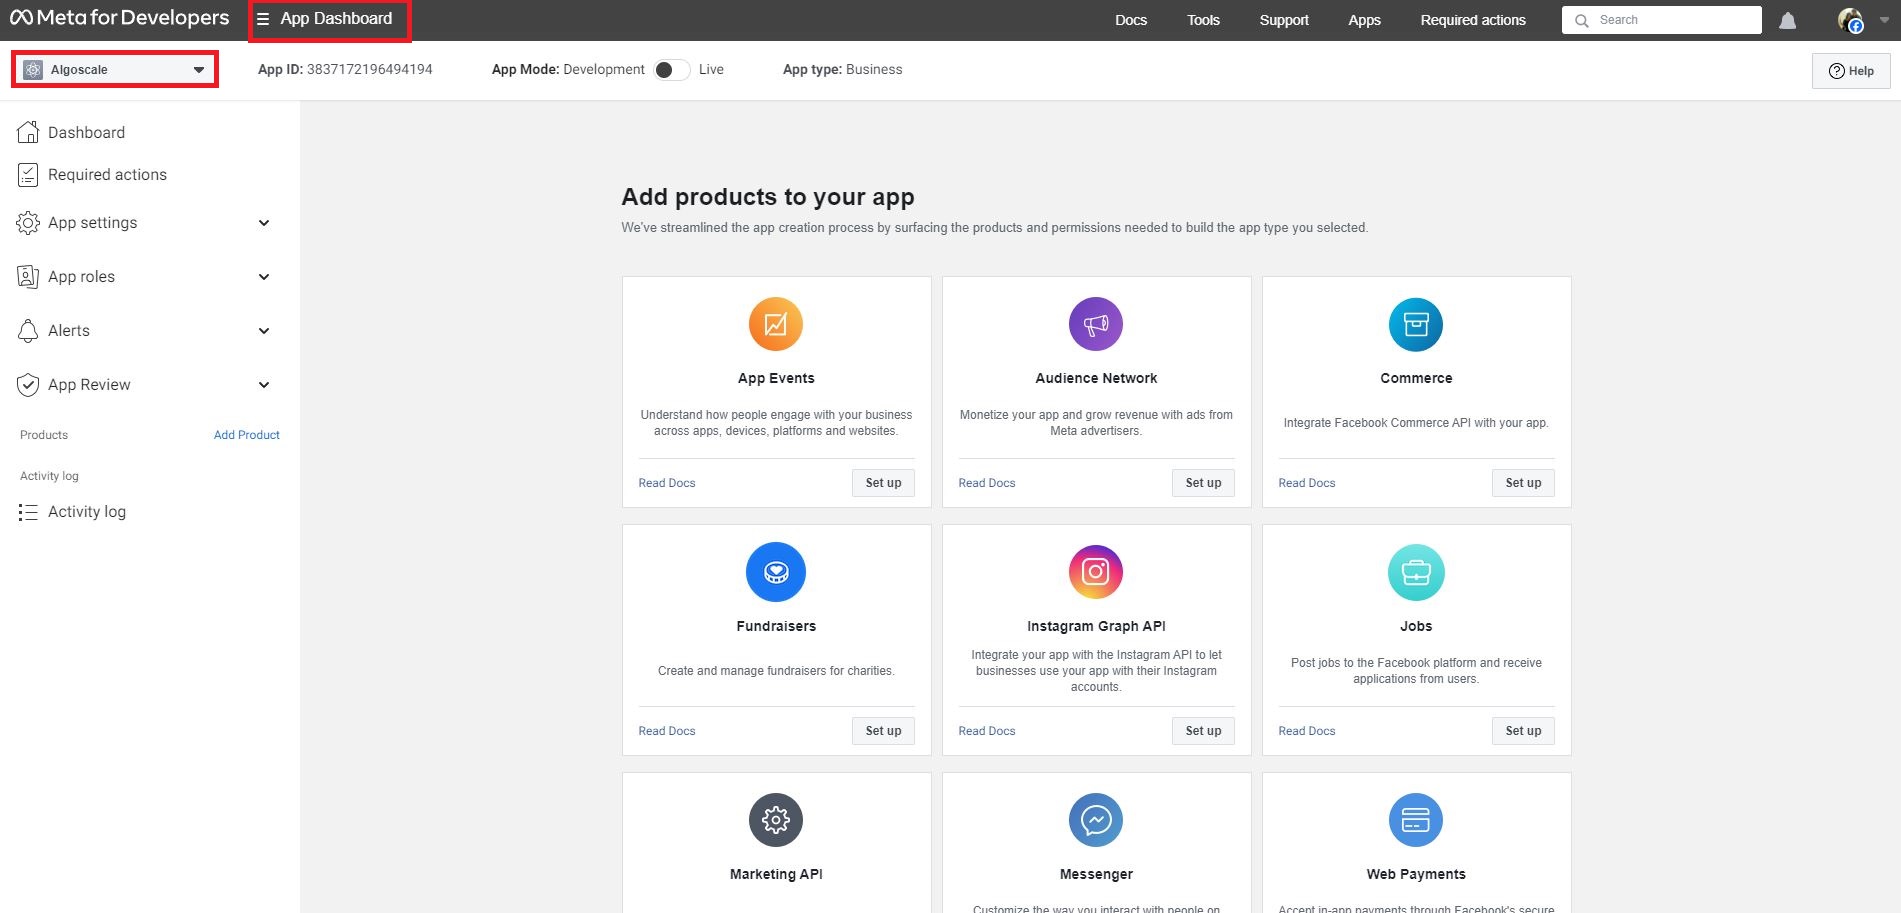 Meta for Developers
App Dashboard
Docs
Tools
Support
Apps
Required actions
Search
Algoscale
App ID: 3837172196494194
App Mode: Development
Live
App type: Business
Help
Dashboard
Required actions
App settings
App roles
Alerts
App Review
Products
Add Product
Activity log
Activity log
Add products to your app
We've streamlined the app creation process by surfacing the products and permissions needed to build the app type you selected.
App Events
Understand how people engage with your business
across apps, devices, platforms and websites.
Read Docs
Set up
Audience Network
Monetize your app and grow revenue with ads from
Meta advertisers.
Read Docs
Set up
Commerce
Integrate Facebook Commerce API with your app.
Read Docs
Set up
Fundraisers
Create and manage fundraisers for charities.
Read Docs
Set up
Instagram Graph API
Integrate your app with the Instagram API to let
businesses use your app with their Instagram
accounts.
Read Docs
Set up
Jobs
Post jobs to the Facebook platform and receive
applications from users.
Read Docs
Set up
Marketing API
Messenger
Customize the way you interact with people on
Web Payments
Accept in-app payments through Facebook's secure